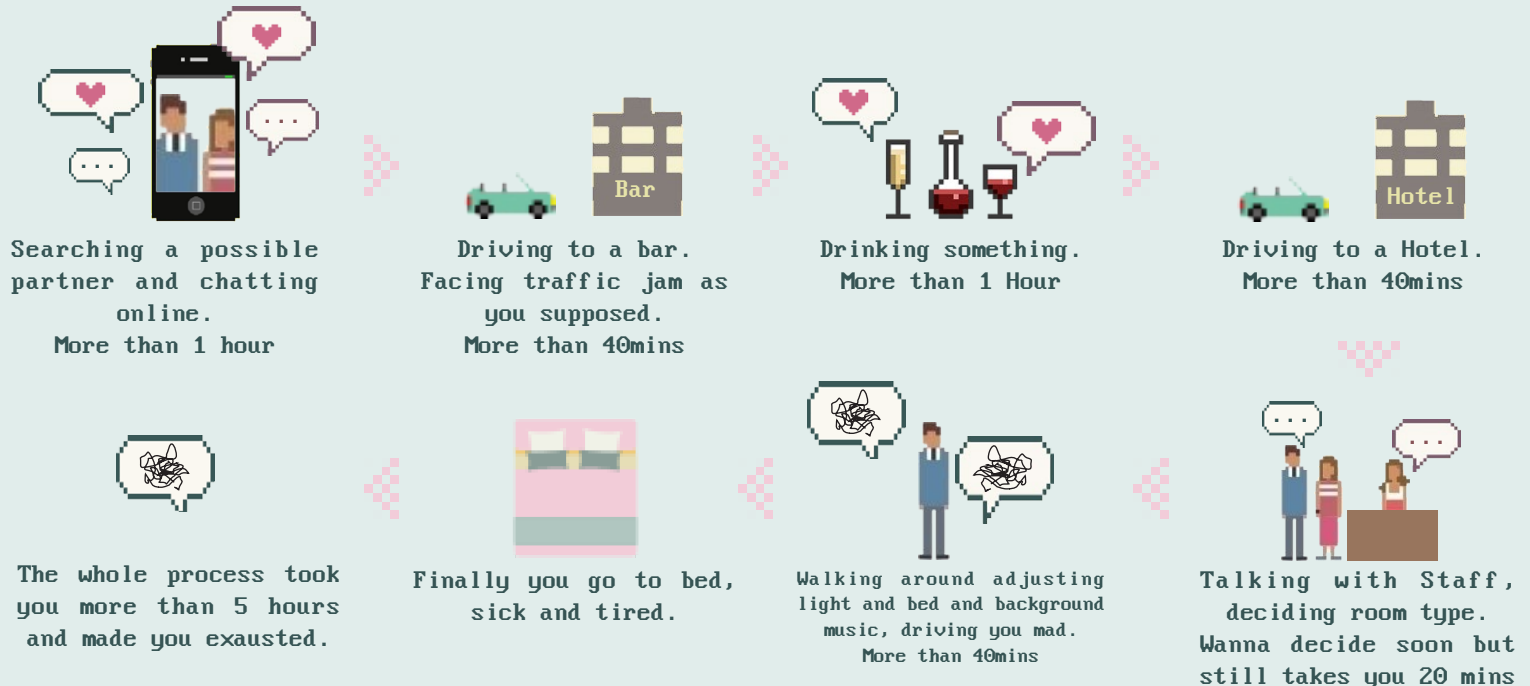 Bar
Hotel
Searching a possible
partner and chatting
online.
More than 1 hour
Driving to a bar.
Facing traffic jam as
you supposed.
More than 40mins
Drinking something.
More than 1 Hour
Driving to a Hotel.
More than 40mins
Talking with Staff,
deciding room type.
Wanna decide soon but
still takes you 20 mins
Walking around adjusting
light and bed and background
music, driving you mad.
More than 40mins
Finally you go to bed,
sick and tired.
The whole process took
you more than 5 hours
and made you exausted.